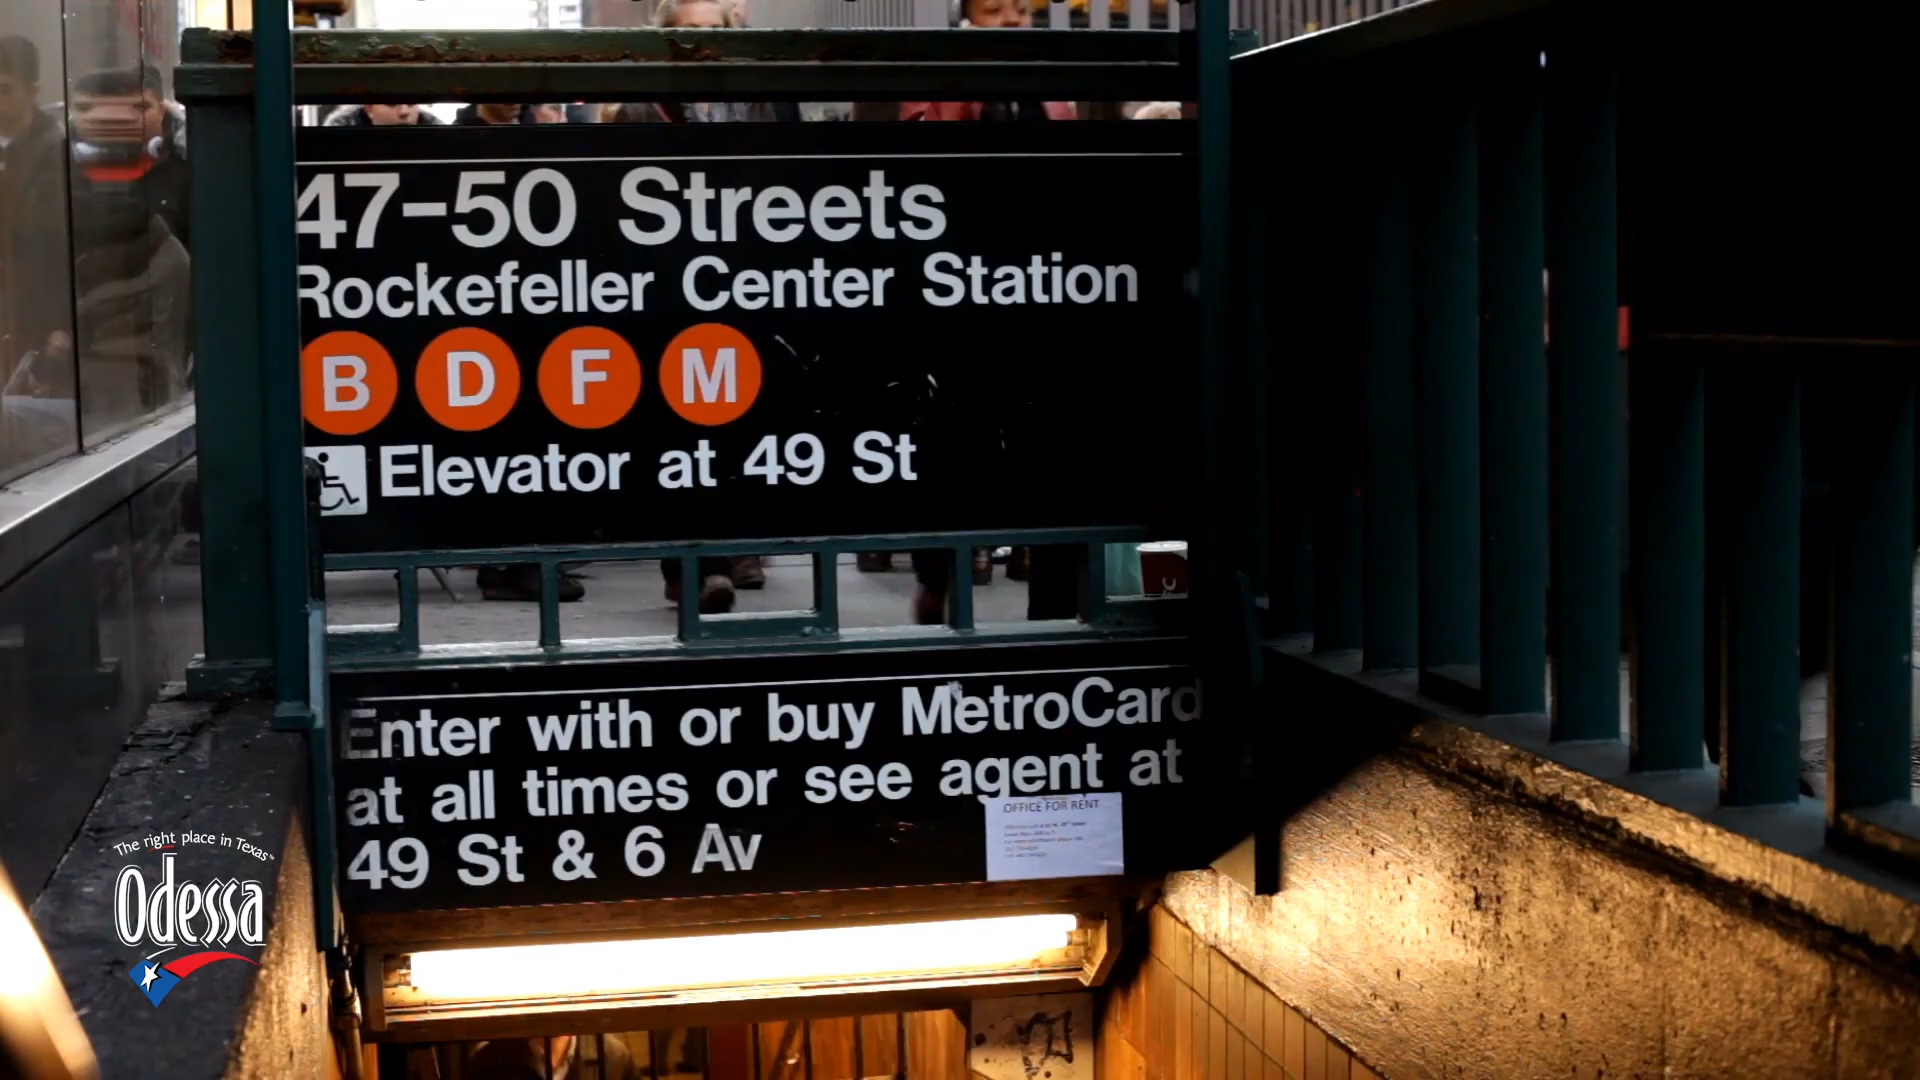 47-50 Streets
Rockefeller Center Station
B D F M
Elevator at 49 St
Enter with or buy MetroCard
at all times or see agent at
49 St & 6 Av
OFFICE FOR RENT
The right place in Texas™
Odessa